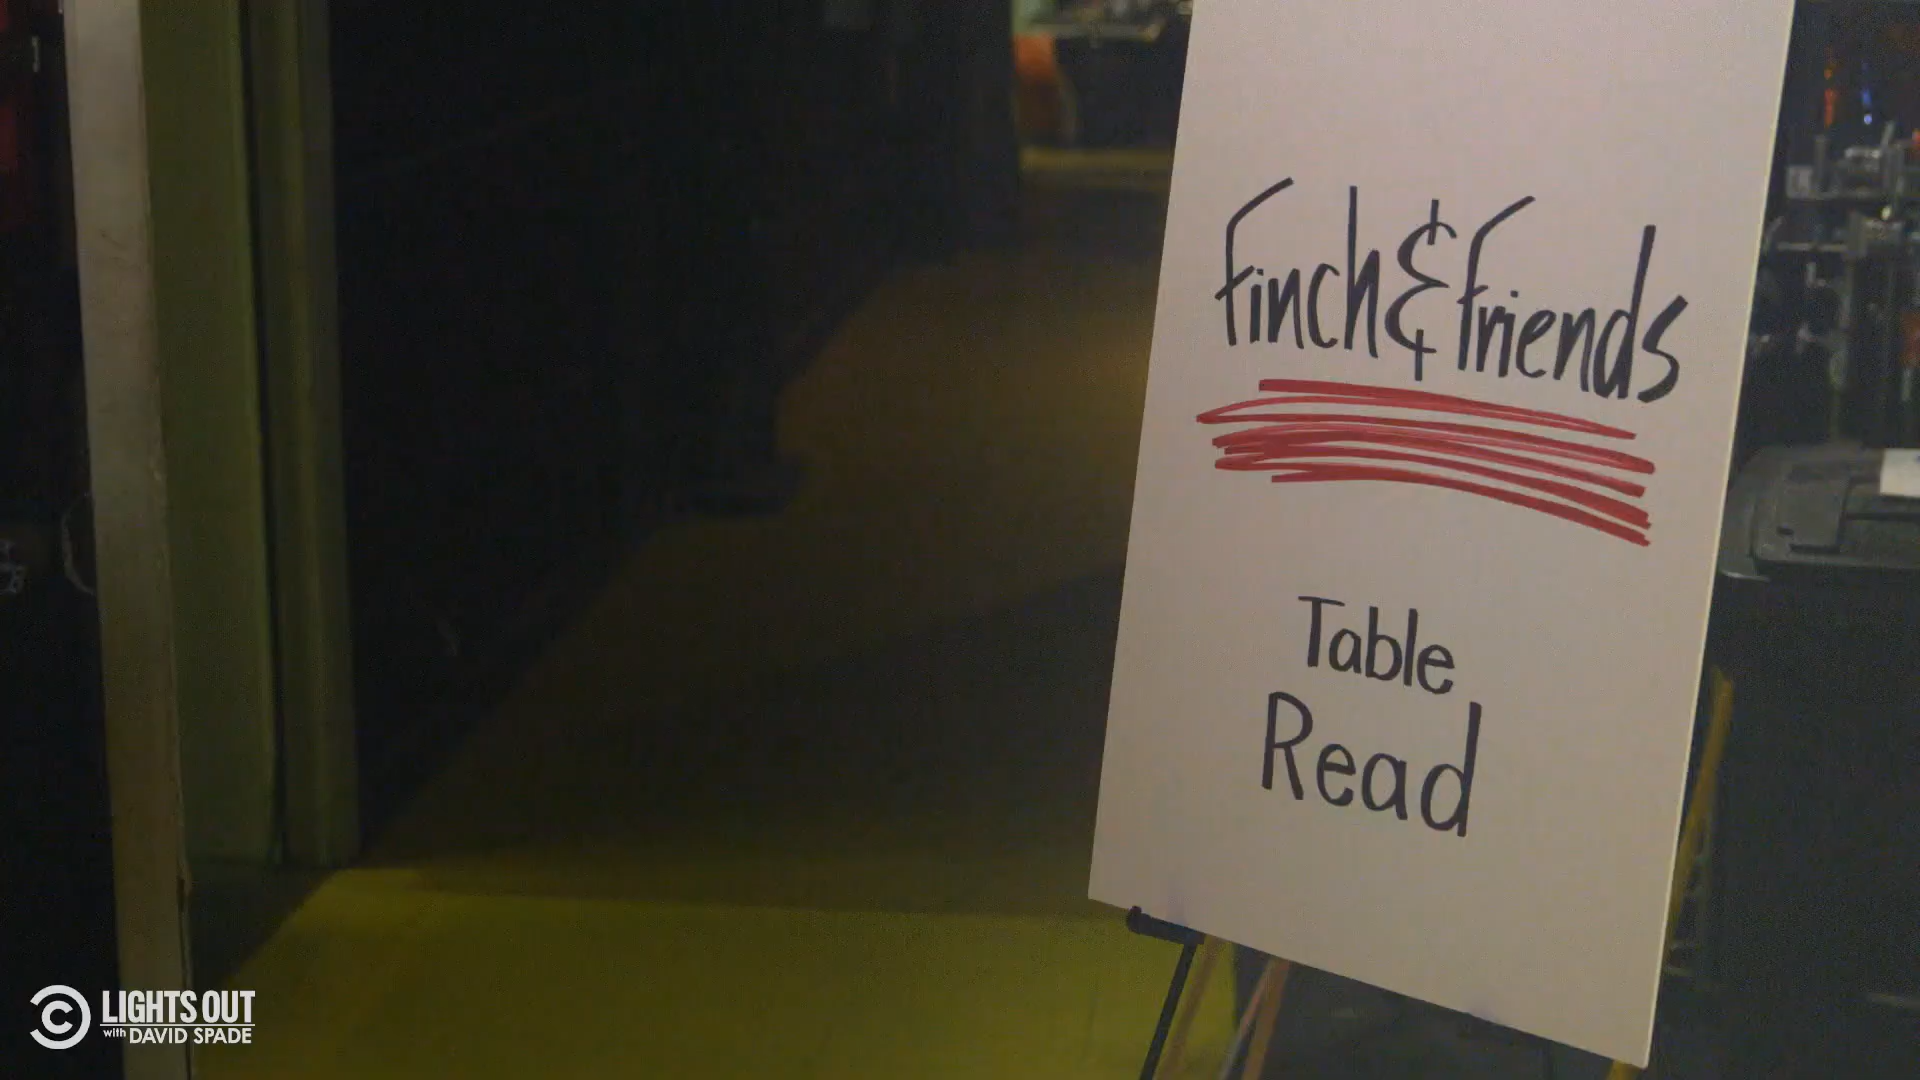 Finch & Friends
Table
Read
LIGHTS OUT
with DAVID SPADE